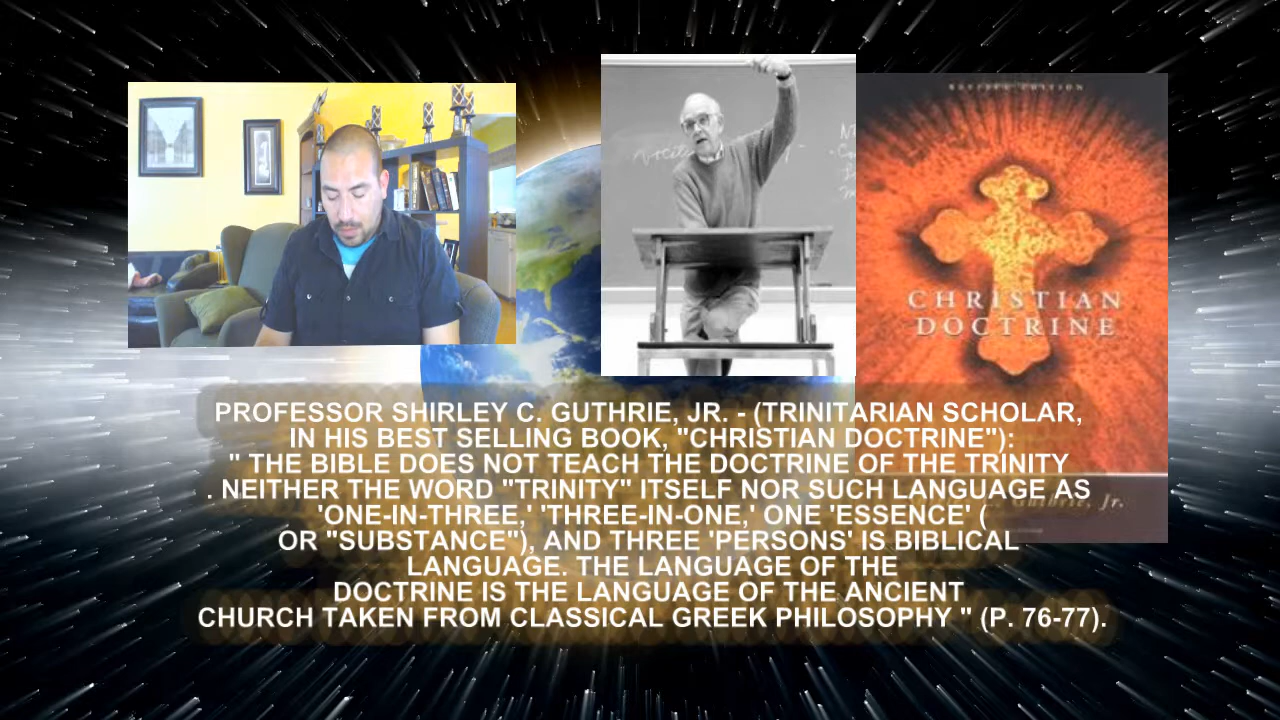 REVISED EDITION
CHRISTIAN
DOCTRINE
Guthrie, Jr.
PROFESSOR SHIRLEY C. GUTHRIE, JR. - (TRINITARIAN SCHOLAR,
IN HIS BEST SELLING BOOK, "CHRISTIAN DOCTRINE"):
" THE BIBLE DOES NOT TEACH THE DOCTRINE OF THE TRINITY
. NEITHER THE WORD "TRINITY" ITSELF NOR SUCH LANGUAGE AS
'ONE-IN-THREE,' 'THREE-IN-ONE,' ONE 'ESSENCE' (
OR "SUBSTANCE"), AND THREE 'PERSONS' IS BIBLICAL
LANGUAGE. THE LANGUAGE OF THE
DOCTRINE IS THE LANGUAGE OF THE ANCIENT
CHURCH TAKEN FROM CLASSICAL GREEK PHILOSOPHY " (P. 76-77).